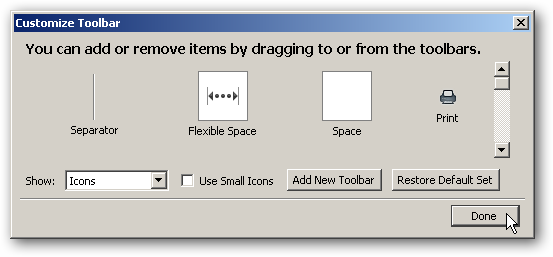 Customize Toolbar
You can add or remove items by dragging to or from the toolbars.
Separator
Flexible Space
Space
Print
Show: Icons Use Small Icons Add New Toolbar Restore Default Set
Done